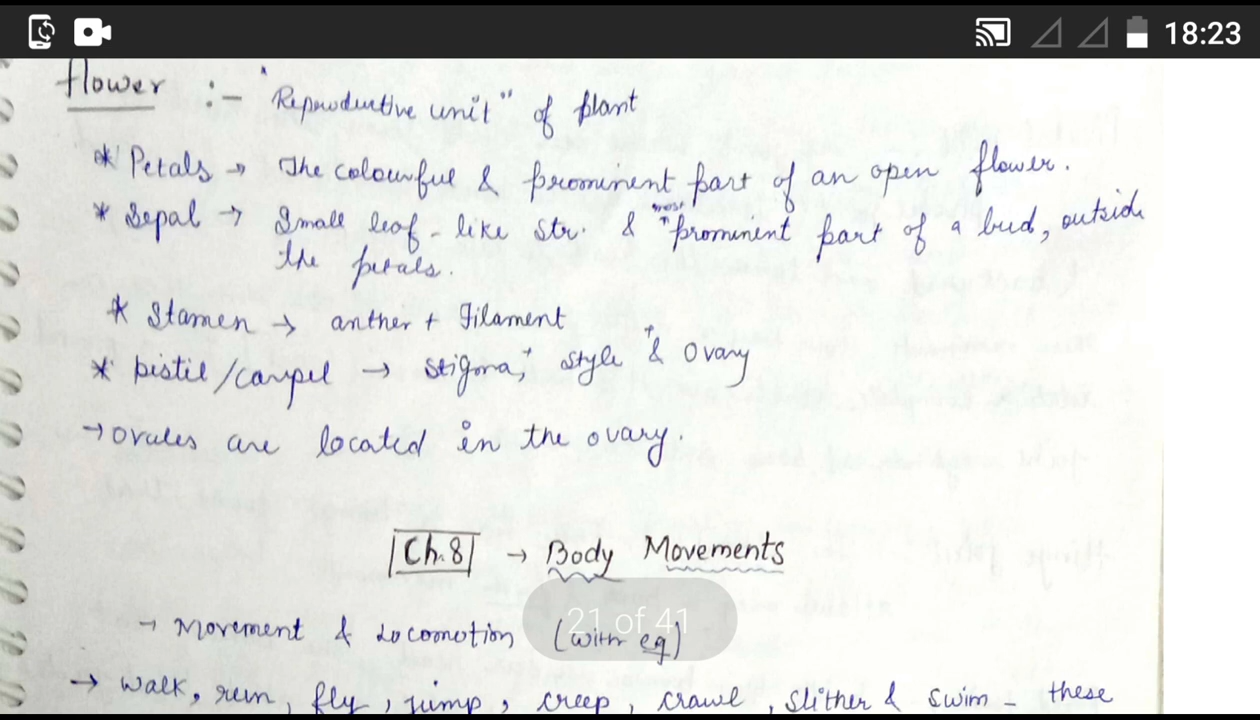 18:23
flower :- "Reproductive unit" of plant
* Petals → The colourful & prominent part of an open flower.
* Sepal → Small leaf-like str. & most prominent part of a bud, outside
the petals.
* Stamen → anther + Filament
* pistil/carpel → stigma, + style + & ovary
→ ovules are located in the ovary.
Ch.8 → Body Movements
21 of 41
→ Movement & Locomotion (with eg)
→ walk, run, fly, jump, creep, crawl, slither & swim - these